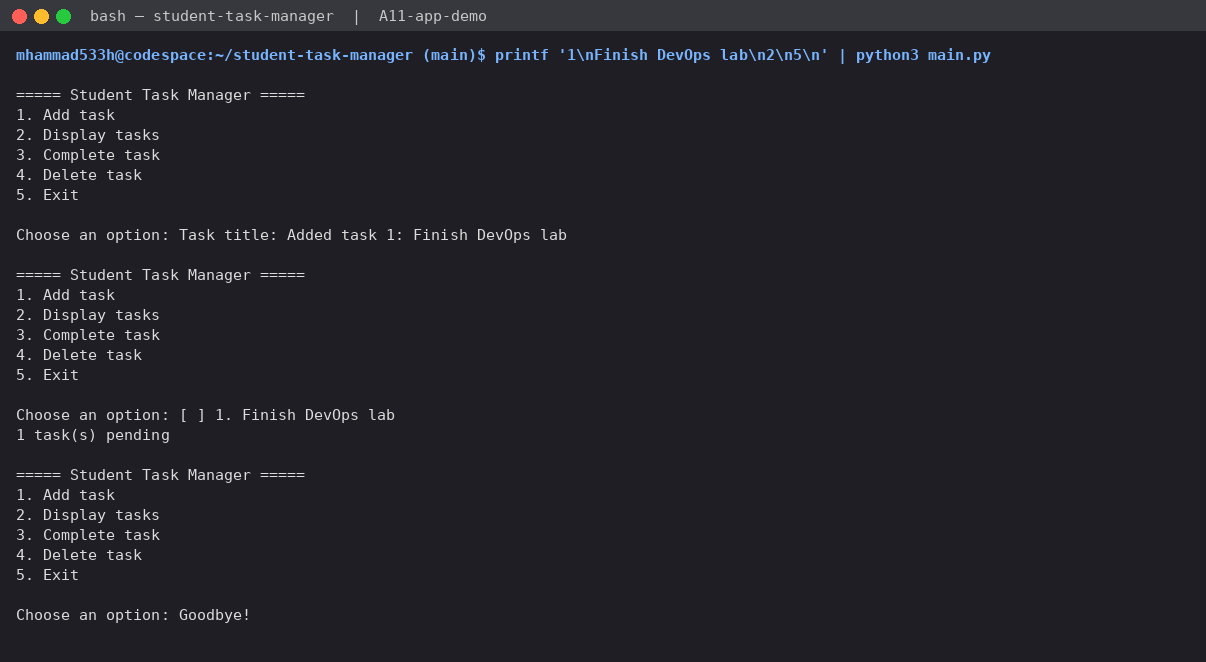 bash — student-task-manager | A11-app-demo
mhammad533h@codespace:~/student-task-manager (main)$ printf '1\nFinish DevOps lab\n2\n5\n' | python3 main.py
===== Student Task Manager =====
1. Add task
2. Display tasks
3. Complete task
4. Delete task
5. Exit
Choose an option: Task title: Added task 1: Finish DevOps lab
===== Student Task Manager =====
1. Add task
2. Display tasks
3. Complete task
4. Delete task
5. Exit
Choose an option: [ ] 1. Finish DevOps lab
1 task(s) pending
===== Student Task Manager =====
1. Add task
2. Display tasks
3. Complete task
4. Delete task
5. Exit
Choose an option: Goodbye!